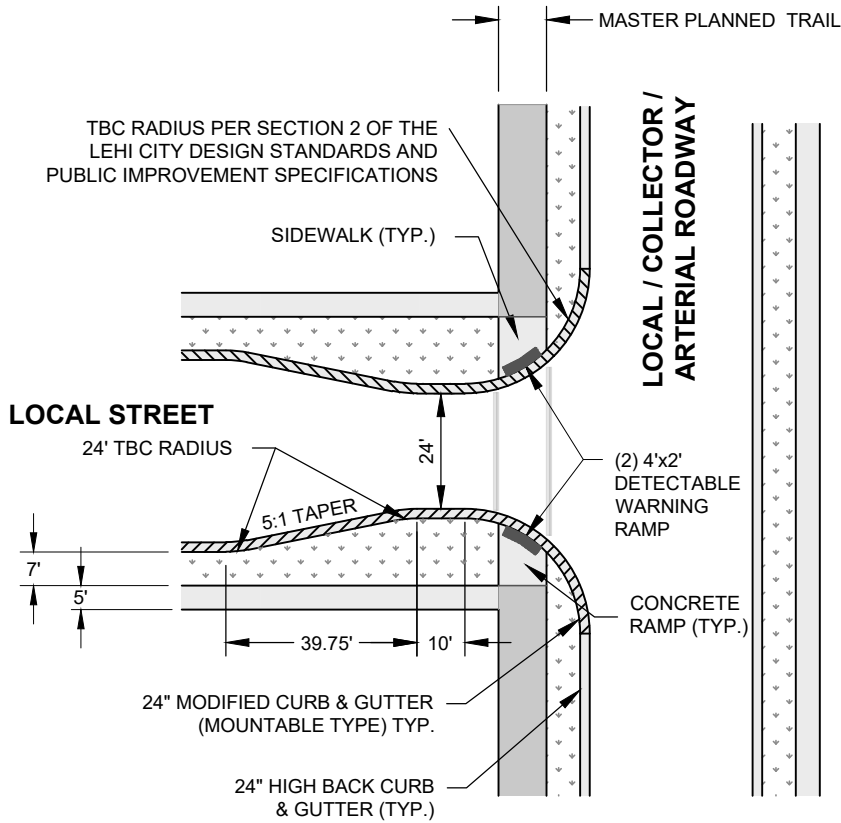 MASTER PLANNED TRAIL
TBC RADIUS PER SECTION 2 OF THE
LEHI CITY DESIGN STANDARDS AND
PUBLIC IMPROVEMENT SPECIFICATIONS
SIDEWALK (TYP.)
LOCAL / COLLECTOR /
ARTERIAL ROADWAY
LOCAL STREET
24' TBC RADIUS
24'
5:1 TAPER
(2) 4'x2'
DETECTABLE
WARNING
RAMP
7'
5'
39.75'
10'
CONCRETE
RAMP (TYP.)
24" MODIFIED CURB & GUTTER
(MOUNTABLE TYPE) TYP.
24" HIGH BACK CURB
& GUTTER (TYP.)